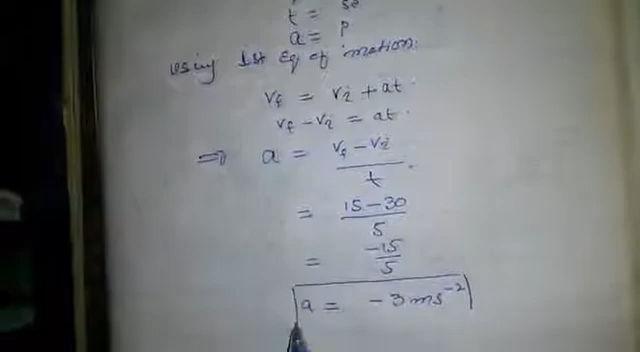 t = se
a = p
using 1st Eq of motion.
vf = vi + at.
vf - vi = at.
⇒ a = vf - vi / t.
= 15 - 30 / 5
= -15 / 5
a = -3 ms⁻²